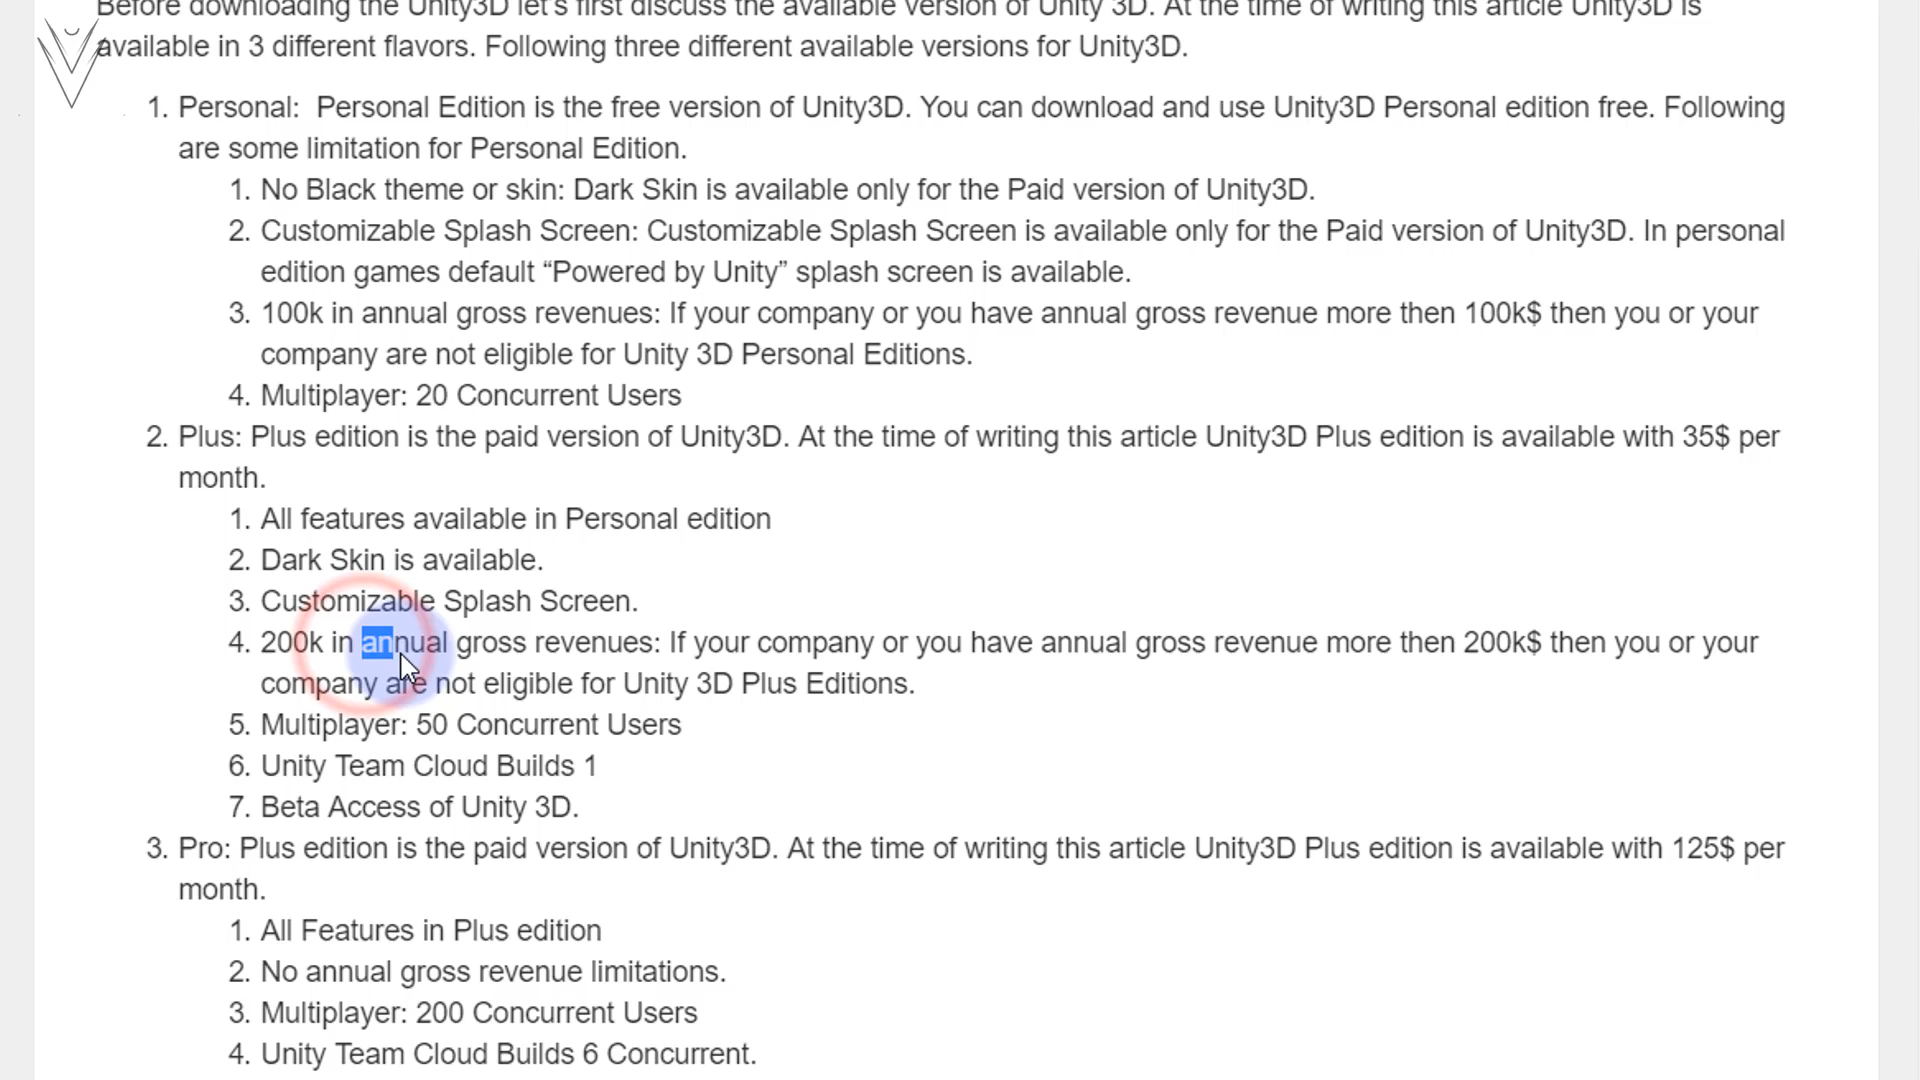 Before downloading the Unity3D let's first discuss the available version of Unity 3D. At the time of writing this article Unity3D is
available in 3 different flavors. Following three different available versions for Unity3D.
1. Personal:  Personal Edition is the free version of Unity3D. You can download and use Unity3D Personal edition free. Following
are some limitation for Personal Edition.
1. No Black theme or skin: Dark Skin is available only for the Paid version of Unity3D.
2. Customizable Splash Screen: Customizable Splash Screen is available only for the Paid version of Unity3D. In personal
edition games default “Powered by Unity” splash screen is available.
3. 100k in annual gross revenues: If your company or you have annual gross revenue more then 100k$ then you or your
company are not eligible for Unity 3D Personal Editions.
4. Multiplayer: 20 Concurrent Users
2. Plus: Plus edition is the paid version of Unity3D. At the time of writing this article Unity3D Plus edition is available with 35$ per
month.
1. All features available in Personal edition
2. Dark Skin is available.
3. Customizable Splash Screen.
4. 200k in annual gross revenues: If your company or you have annual gross revenue more then 200k$ then you or your
company are not eligible for Unity 3D Plus Editions.
5. Multiplayer: 50 Concurrent Users
6. Unity Team Cloud Builds 1
7. Beta Access of Unity 3D.
3. Pro: Plus edition is the paid version of Unity3D. At the time of writing this article Unity3D Plus edition is available with 125$ per
month.
1. All Features in Plus edition
2. No annual gross revenue limitations.
3. Multiplayer: 200 Concurrent Users
4. Unity Team Cloud Builds 6 Concurrent.